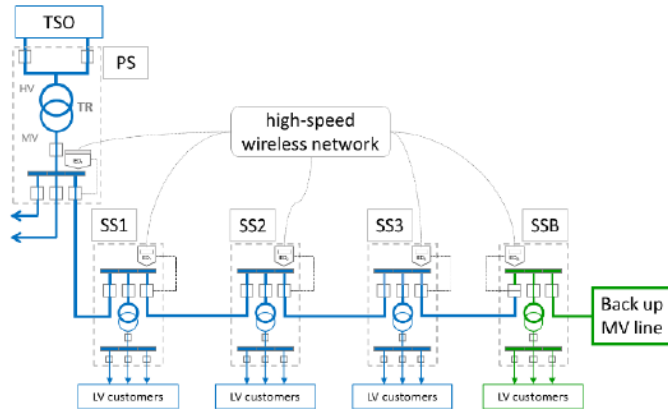 TSO
PS
HV
TR
MV
high-speed
wireless network
SS1
SS2
SS3
SSB
Back up
MV line
LV customers
LV customers
LV customers
LV customers